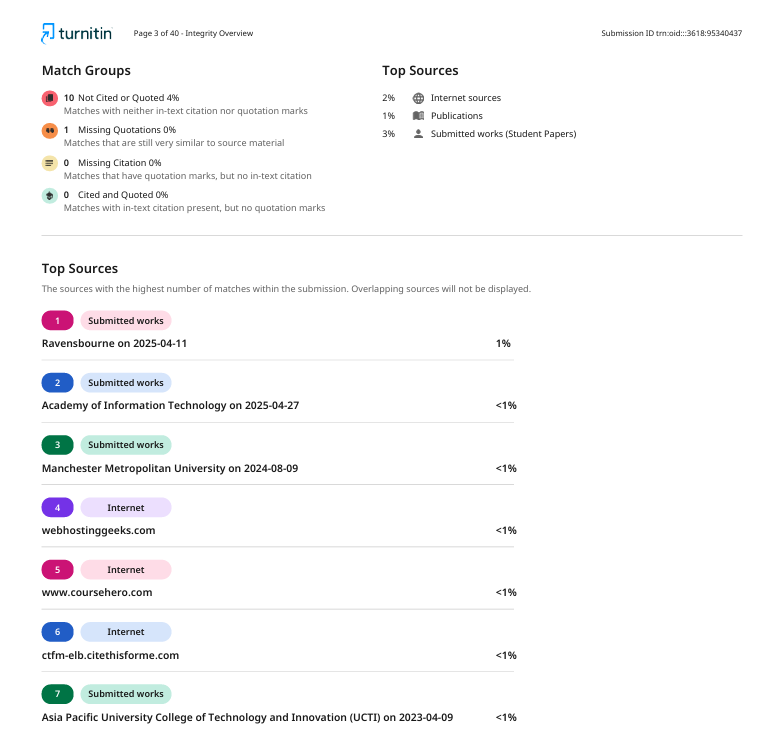 turnitin Page 3 of 40 - Integrity Overview Submission ID trn:oid:::3618:95340437
Match Groups
10 Not Cited or Quoted 4%
Matches with neither in-text citation nor quotation marks
1 Missing Quotations 0%
Matches that are still very similar to source material
0 Missing Citation 0%
Matches that have quotation marks, but no in-text citation
0 Cited and Quoted 0%
Matches with in-text citation present, but no quotation marks
Top Sources
2% Internet sources
1% Publications
3% Submitted works (Student Papers)
Top Sources
The sources with the highest number of matches within the submission. Overlapping sources will not be displayed.
1 Submitted works
Ravensbourne on 2025-04-11 1%
2 Submitted works
Academy of Information Technology on 2025-04-27 <1%
3 Submitted works
Manchester Metropolitan University on 2024-08-09 <1%
4 Internet
webhostinggeeks.com <1%
5 Internet
www.coursehero.com <1%
6 Internet
ctfm-elb.citethisforme.com <1%
7 Submitted works
Asia Pacific University College of Technology and Innovation (UCTI) on 2023-04-09 <1%